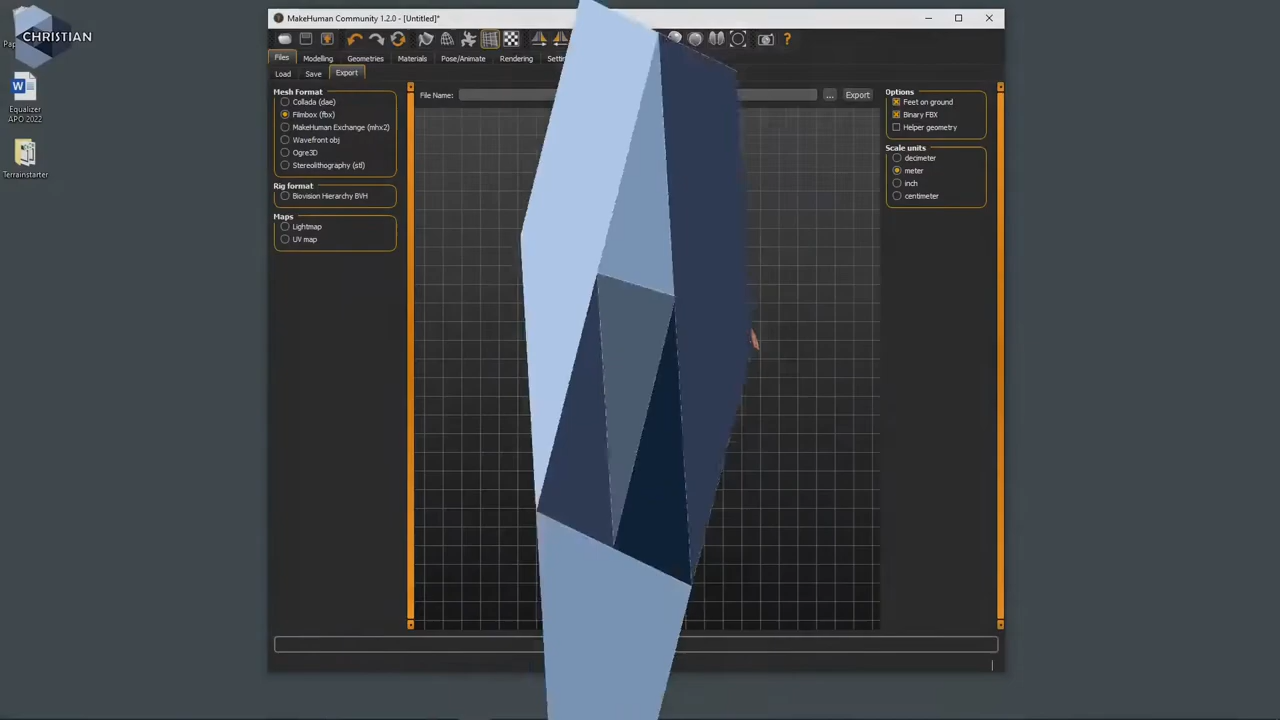 CHRISTIAN
Pap
Equalizer
APO 2022
Terrainstarter
MakeHuman Community 1.2.0 - [Untitled]*
Files
Modelling
Geometries
Materials
Pose/Animate
Rendering
Load
Save
Export
Mesh Format
Collada (dae)
Filmbox (fbx)
MakeHuman Exchange (mhx2)
Wavefront obj
Ogre3D
Stereolithography (stl)
Rig format
Biovision Hierarchy BVH
Maps
Lightmap
UV map
File Name:
...
Export
Options
Feet on ground
Binary FBX
Helper geometry
Scale units
decimeter
meter
inch
centimeter